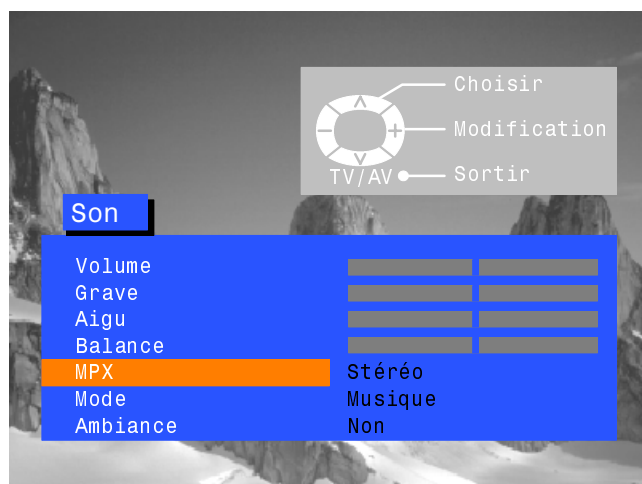 Choisir
Modification
TV/AV Sortir
Son
Volume
Grave
Aigu
Balance
MPX Stéréo
Mode Musique
Ambiance Non